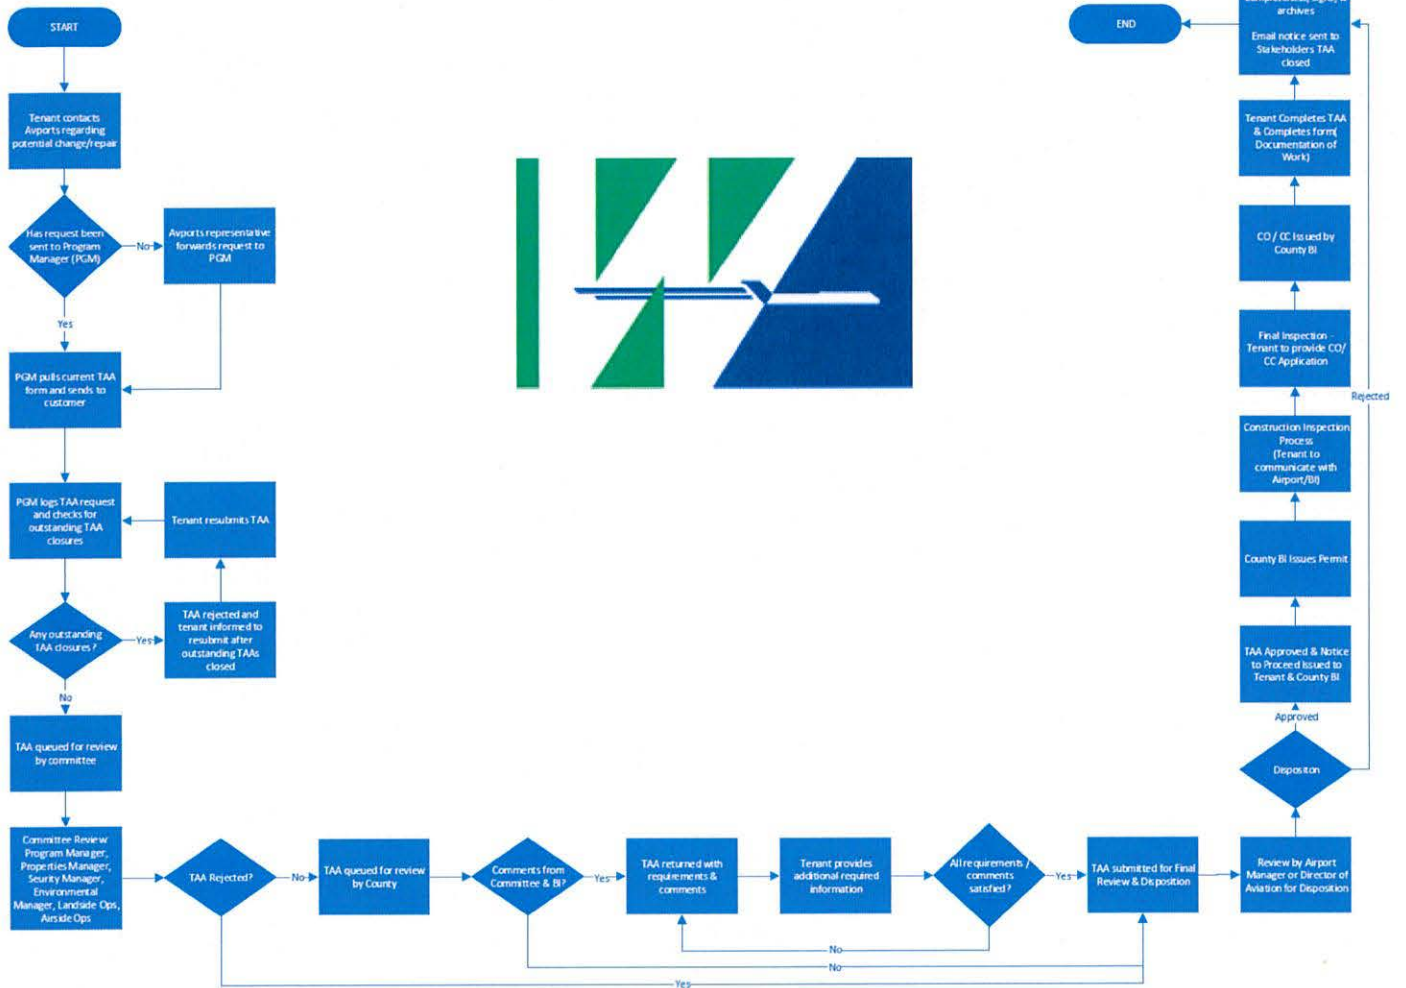 START
Tenant contacts
Avports regarding
potential change/repair
Has request been
sent to Program
Manager (PGM)
No
Avports representative
forwards request to
PGM
Yes
PGM pulls current TAA
form and sends to
customer
PGM logs TAA request
and checks for
outstanding TAA
closures
Tenant resubmits TAA
Any outstanding
TAA closures?
Yes
TAA rejected and
tenant informed to
resubmit after
outstanding TAAs
closed
No
TAA queued for review
by committee
Committee Review
Program Manager,
Properties Manager,
Seurity Manager,
Environmental
Manager, Landside Ops,
Airside Ops
TAA Rejected?
No
TAA queued for review
by County
Comments from
Committee & BI?
Yes
TAA returned with
requirements &
comments
Tenant provides
additional required
information
All requirements /
comments
satisfied?
Yes
TAA submitted for Final
Review & Disposition
No
No
Yes
Review by Airport
Manager or Director of
Aviation for Disposition
Dispositon
Approved
Rejected
TAA Approved & Notice
to Proceed Issued to
Tenant & County BI
County BI Issues Permit
Construction Inspection
Process
(Tenant to
communicate with
Airport/BI)
Final Inspection -
Tenant to provide CO/
CC Application
CO / CC Issued by
County BI
Tenant Completes TAA
& Completes form(
Documentation of
Work)
archives
Email notice sent to
Stakeholders TAA
closed
END